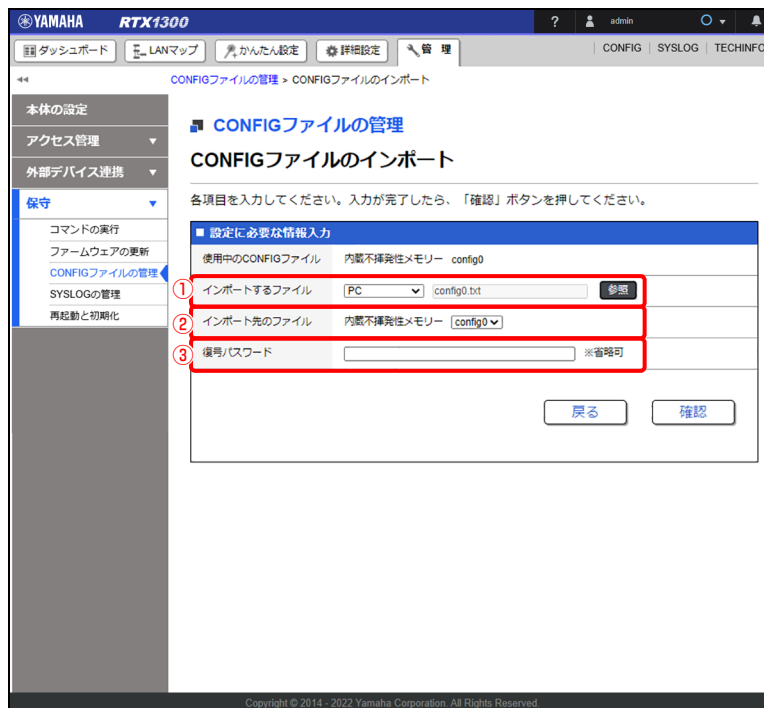 YAMAHA RTX1300 ? admin
ダッシュボード LANマップ かんたん設定 詳細設定 管理 CONFIG SYSLOG TECHINFO
CONFIGファイルの管理 > CONFIGファイルのインポート
本体の設定
アクセス管理
外部デバイス連携
保守
コマンドの実行
ファームウェアの更新
CONFIGファイルの管理
SYSLOGの管理
再起動と初期化
CONFIGファイルの管理
CONFIGファイルのインポート
各項目を入力してください。入力が完了したら、「確認」ボタンを押してください。
■ 設定に必要な情報入力
使用中のCONFIGファイル 内蔵不揮発性メモリー config0
① インポートするファイル PC config0.txt 参照
② インポート先のファイル 内蔵不揮発性メモリー config0
③ 復号パスワード ※省略可
戻る 確認
Copyright © 2014 - 2022 Yamaha Corporation. All Rights Reserved.